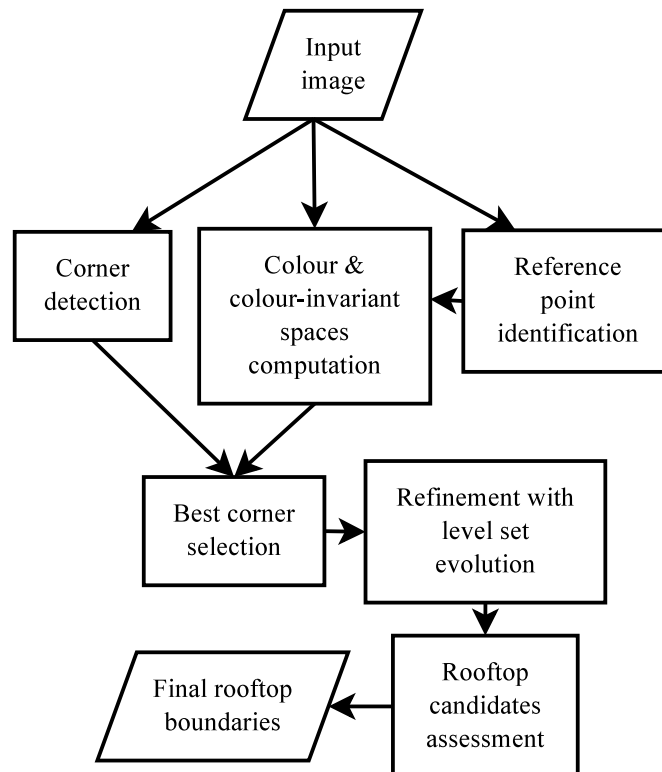 Input
image
Corner
detection
Colour &
colour-invariant
spaces
computation
Reference
point
identification
Best corner
selection
Refinement with
level set
evolution
Final rooftop
boundaries
Rooftop
candidates
assessment